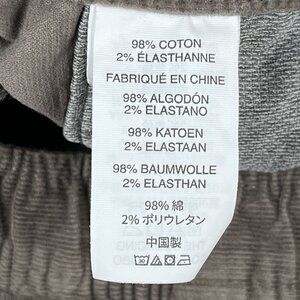 98% COTON
2% ÉLASTHANNE
FABRIQUÉ EN CHINE
98% ALGODÓN
2% ELASTANO
98% KATOEN
2% ELASTAAN
98% BAUMWOLLE
2% ELASTHAN
98% 綿
2% ポリウレタン
中国製